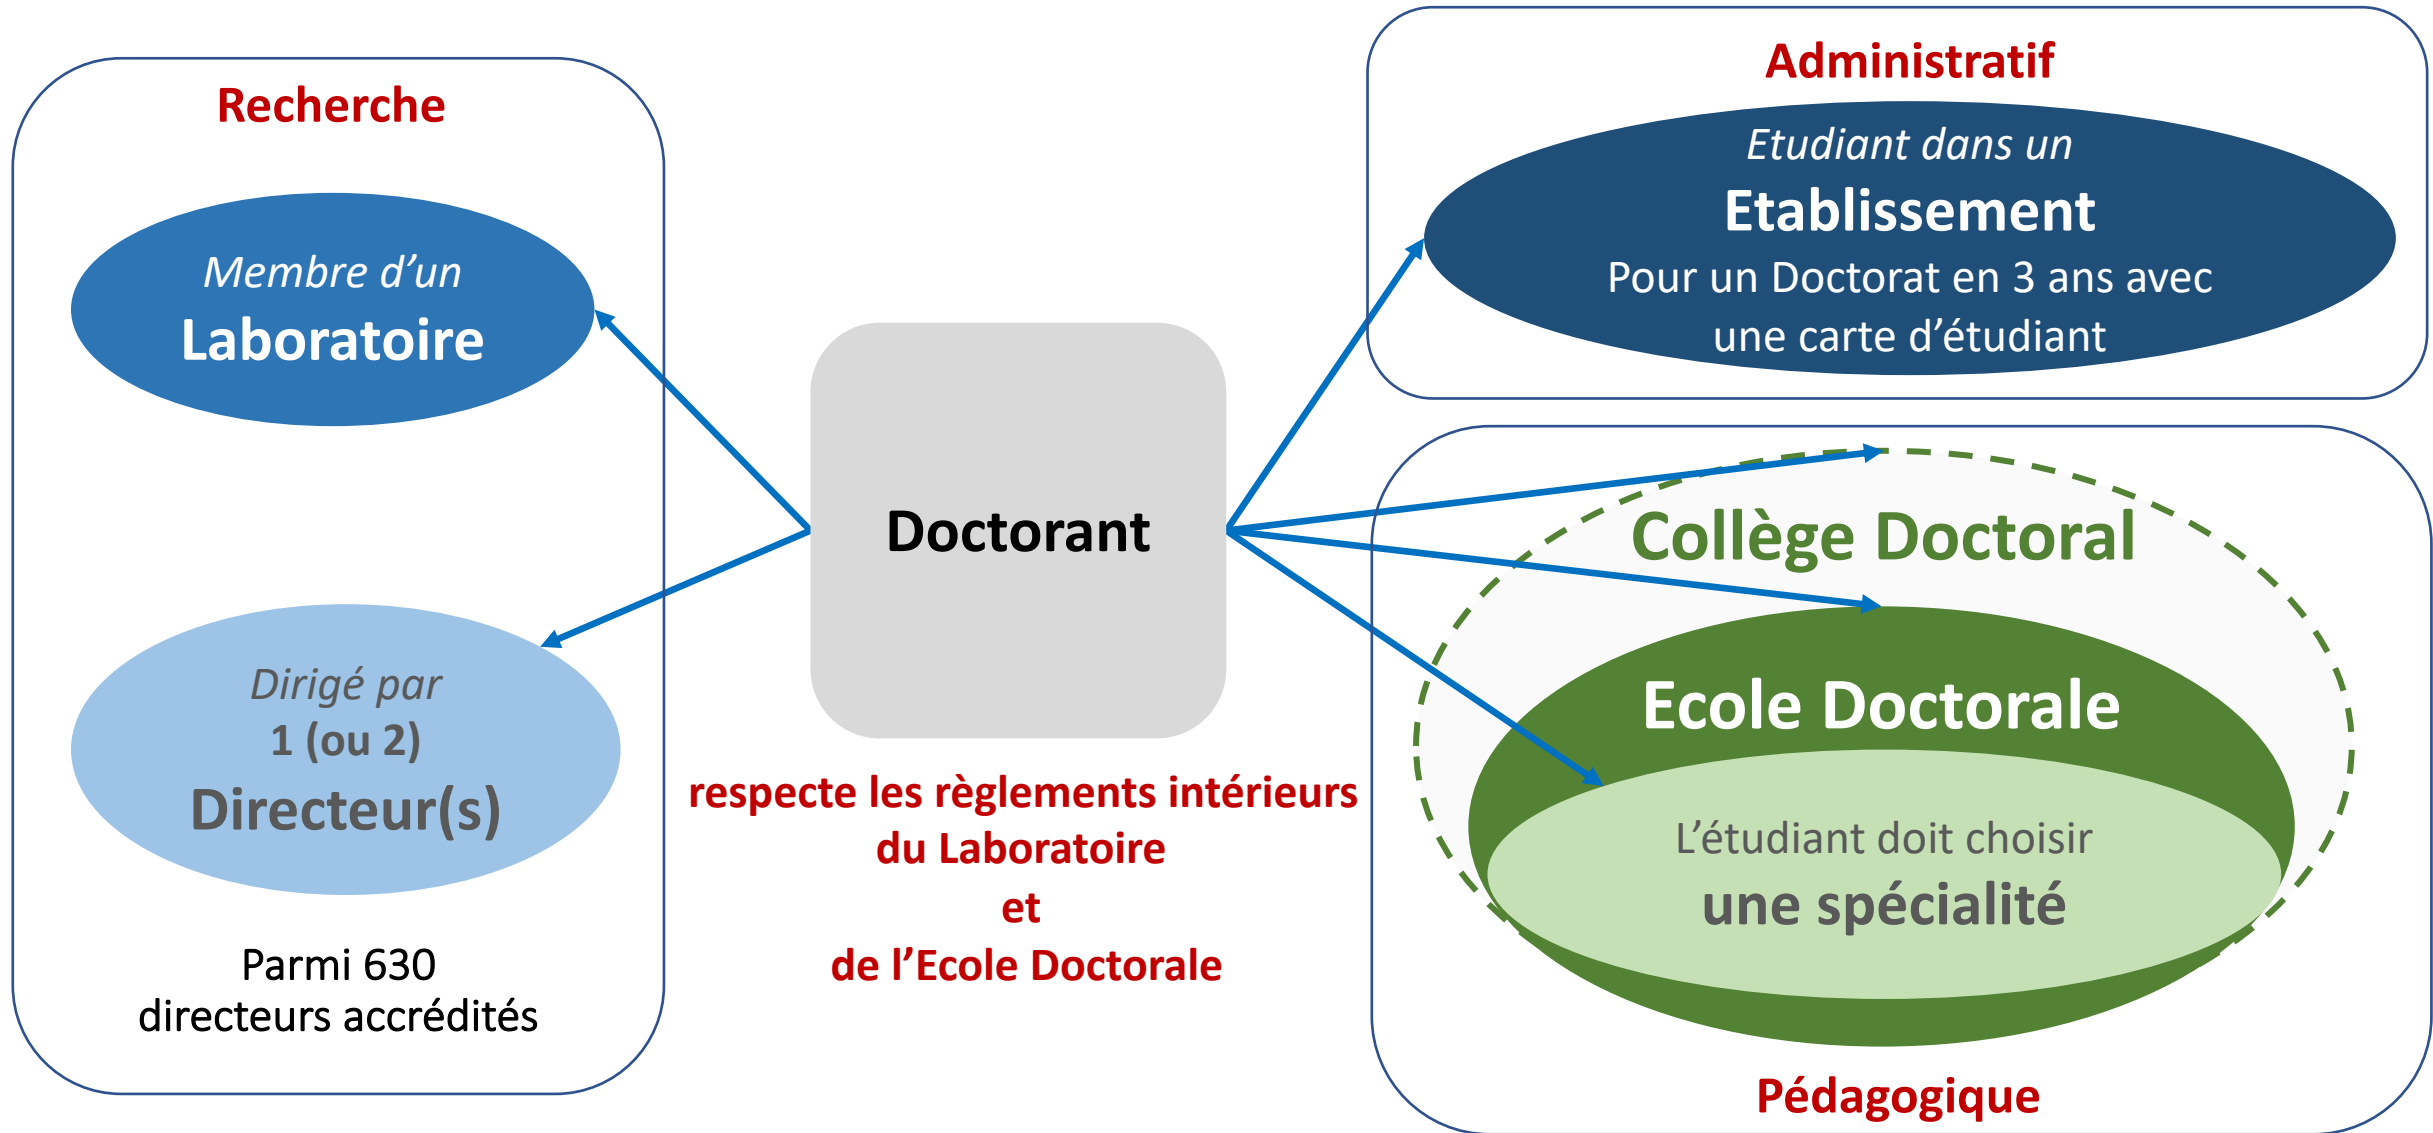 Recherche
Membre d’un
Laboratoire
Dirigé par
1 (ou 2)
Directeur(s)
Parmi 630
directeurs accrédités
Doctorant
respecte les règlements intérieurs
du Laboratoire
et
de l’Ecole Doctorale
Administratif
Etudiant dans un
Etablissement
Pour un Doctorat en 3 ans avec
une carte d’étudiant
Collège Doctoral
Ecole Doctorale
L’étudiant doit choisir
une spécialité
Pédagogique